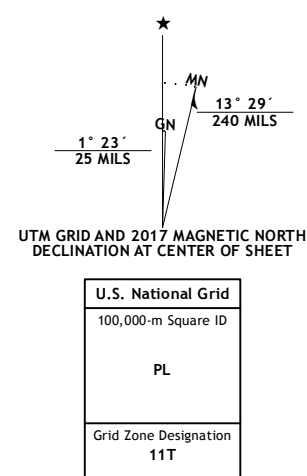 ★
MN
GN
13° 29´
240 MILS
1° 23´
25 MILS
UTM GRID AND 2017 MAGNETIC NORTH
DECLINATION AT CENTER OF SHEET
U.S. National Grid
100,000-m Square ID
PL
Grid Zone Designation
11T